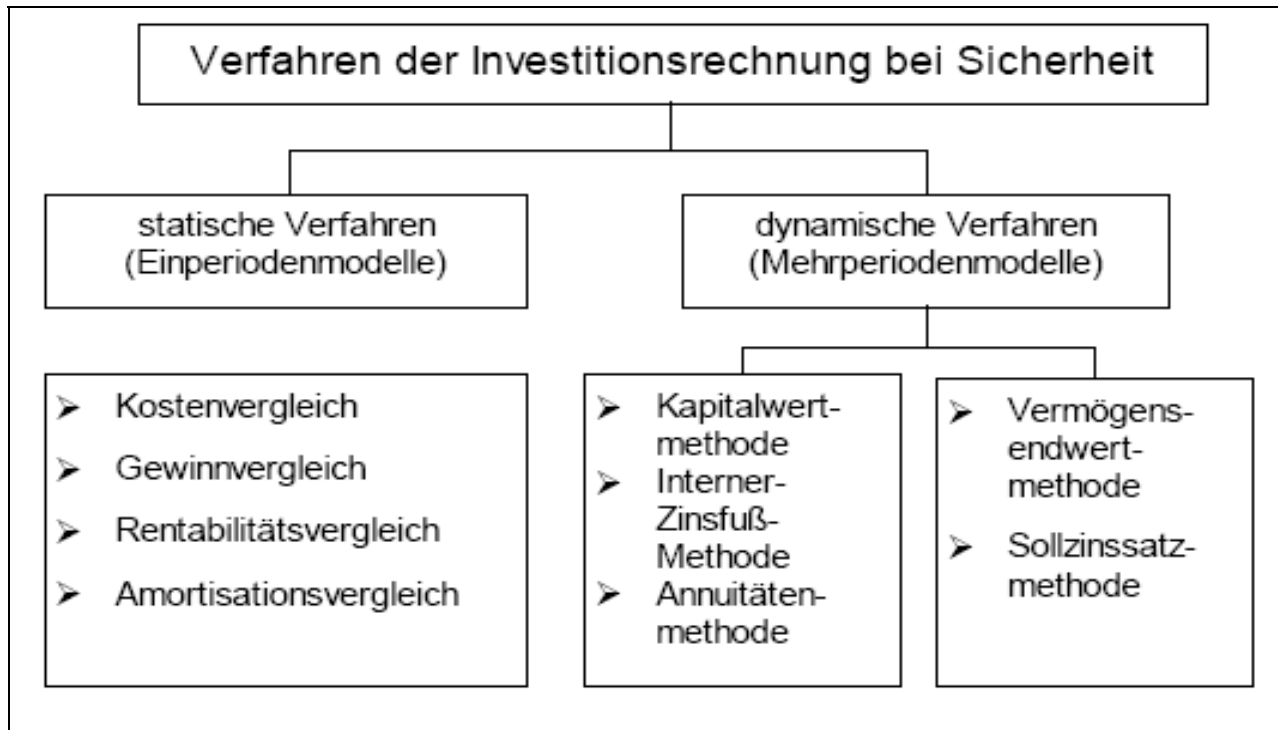 Verfahren der Investitionsrechnung bei Sicherheit
statische Verfahren
(Einperiodenmodelle)
dynamische Verfahren
(Mehrperiodenmodelle)
➢ Kostenvergleich
➢ Gewinnvergleich
➢ Rentabilitätsvergleich
➢ Amortisationsvergleich
➢ Kapitalwert-
methode
➢ Interner-
Zinsfuß-
Methode
➢ Annuitäten-
methode
➢ Vermögens-
endwert-
methode
➢ Sollzinssatz-
methode